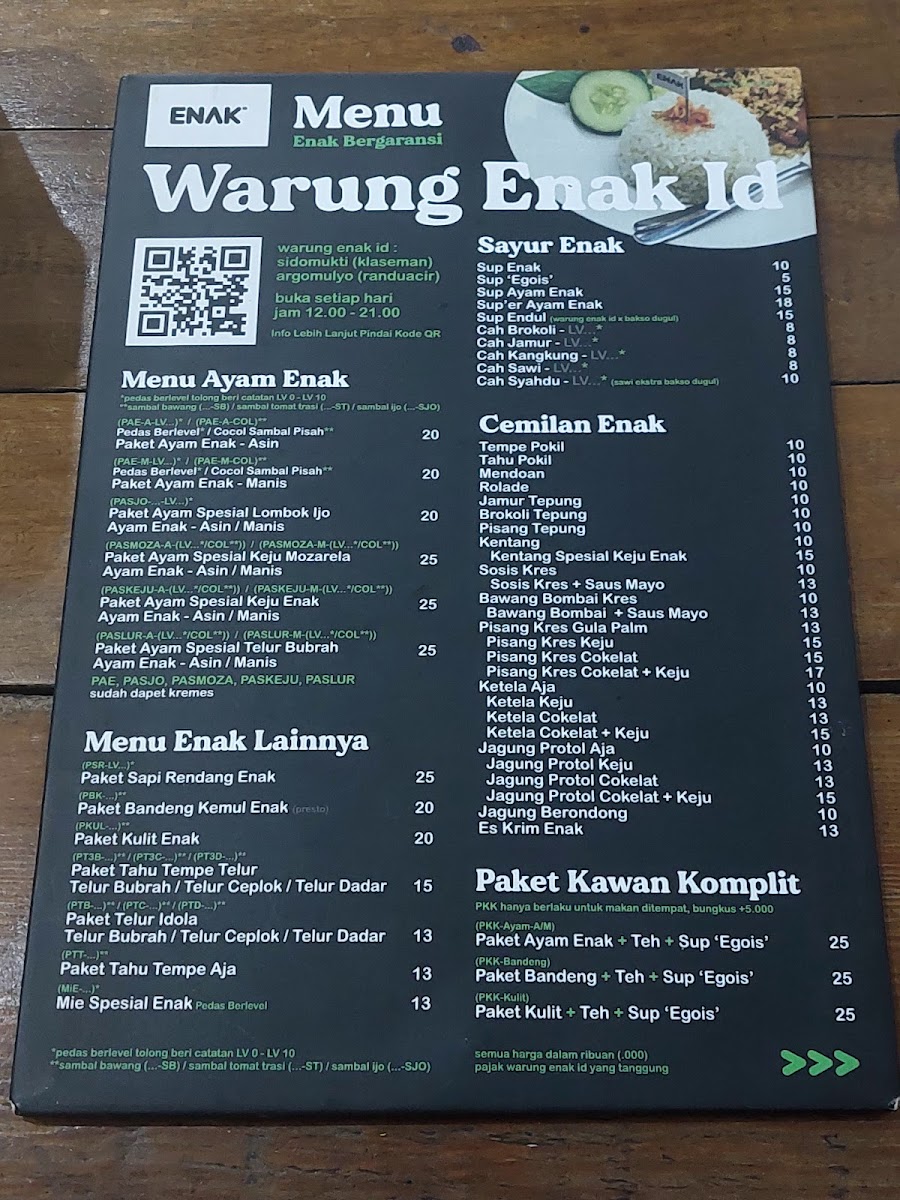 ENAK
Menu
Enak Bergaransi
Warung Enak Id
warung enak id :
sidomukti (klaseman)
argomulyo (randuacir)
buka setiap hari
jam 12.00 - 21.00
Info Lebih Lanjut Pindai Kode QR
Menu Ayam Enak
*pedas berlevel tolong beri catatan LV 0 - LV 10
**sambal bawang (...-SB) / sambal tomat trasi (...-ST) / sambal ijo (...-SJO)
(PAE-A-LV...)* / (PAE-A-COL)**
Pedas Berlevel* / Cocol Sambal Pisah**
Paket Ayam Enak - Asin 20
(PAE-M-LV...)* / (PAE-M-COL)**
Pedas Berlevel* / Cocol Sambal Pisah**
Paket Ayam Enak - Manis 20
(PASJO-...-LV...)*
Paket Ayam Spesial Lombok Ijo
Ayam Enak - Asin / Manis 20
(PASMOZA-A-(LV...*/COL**)) / (PASMOZA-M-(LV...*/COL**))
Paket Ayam Spesial Keju Mozarela
Ayam Enak - Asin / Manis 25
(PASKEJU-A-(LV...*/COL**)) / (PASKEJU-M-(LV...*/COL**))
Paket Ayam Spesial Keju Enak
Ayam Enak - Asin / Manis 25
(PASLUR-A-(LV...*/COL**)) / (PASLUR-M-(LV...*/COL**))
Paket Ayam Spesial Telur Bubrah
Ayam Enak - Asin / Manis 25
PAE, PASJO, PASMOZA, PASKEJU, PASLUR
sudah dapet kremes
Menu Enak Lainnya
(PSR-LV...)*
Paket Sapi Rendang Enak 25
(PBK-...)**
Paket Bandeng Kemul Enak (presto) 20
(PKUL-...)**
Paket Kulit Enak 20
(PT3B-...)** / (PT3C-...)** / (PT3D-...)**
Paket Tahu Tempe Telur
Telur Bubrah / Telur Ceplok / Telur Dadar 15
(PTB-...)** / (PTC-...)** / (PTD-...)**
Paket Telur Idola
Telur Bubrah / Telur Ceplok / Telur Dadar 13
(PTT-...)**
Paket Tahu Tempe Aja 13
(MiE-...)*
Mie Spesial Enak Pedas Berlevel 13
*pedas berlevel tolong beri catatan LV 0 - LV 10
**sambal bawang (...-SB) / sambal tomat trasi (...-ST) / sambal ijo (...-SJO)
ENAK
Sayur Enak
Sup Enak 10
Sup 'Egois' 5
Sup Ayam Enak 15
Sup'er Ayam Enak 18
Sup Endul (warung enak id x bakso dugul) 15
Cah Brokoli - LV...* 8
Cah Jamur - LV...* 8
Cah Kangkung - LV...* 8
Cah Sawi - LV...* 8
Cah Syahdu - LV...* (sawi ekstra bakso dugul) 10
Cemilan Enak
Tempe Pokil 10
Tahu Pokil 10
Mendoan 10
Rolade 10
Jamur Tepung 10
Brokoli Tepung 10
Pisang Tepung 10
Kentang 10
Kentang Spesial Keju Enak 15
Sosis Kres 10
Sosis Kres + Saus Mayo 13
Bawang Bombai Kres 10
Bawang Bombai + Saus Mayo 13
Pisang Kres Gula Palm 13
Pisang Kres Keju 15
Pisang Kres Cokelat 15
Pisang Kres Cokelat + Keju 17
Ketela Aja 10
Ketela Keju 13
Ketela Cokelat 13
Ketela Cokelat + Keju 15
Jagung Protol Aja 10
Jagung Protol Keju 13
Jagung Protol Cokelat 13
Jagung Protol Cokelat + Keju 15
Jagung Berondong 10
Es Krim Enak 13
Paket Kawan Komplit
PKK hanya berlaku untuk makan ditempat, bungkus +5.000
(PKK-Ayam-A/M)
Paket Ayam Enak + Teh + Sup 'Egois' 25
(PKK-Bandeng)
Paket Bandeng + Teh + Sup 'Egois' 25
(PKK-Kulit)
Paket Kulit + Teh + Sup 'Egois' 25
semua harga dalam ribuan (.000)
pajak warung enak id yang tanggung